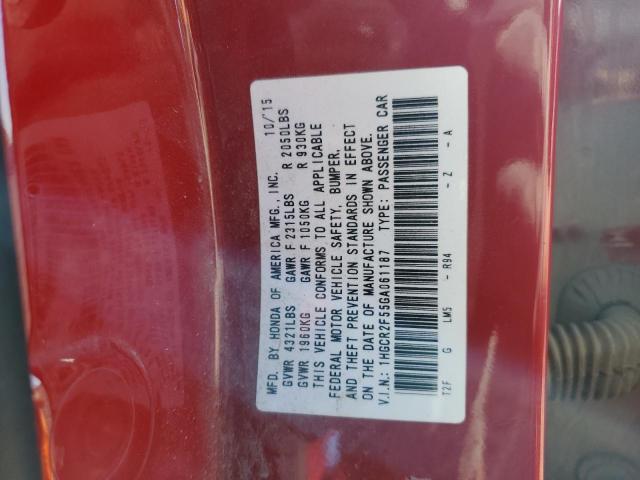 MFD. BY HONDA OF AMERICA MFG., INC. 10/'15
GVWR 4321LBS GAWR F 2315LBS R 2050LBS
GVWR 1960KG GAWR F 1050KG R 930KG
THIS VEHICLE CONFORMS TO ALL APPLICABLE
FEDERAL MOTOR VEHICLE SAFETY, BUMPER,
AND THEFT PREVENTION STANDARDS IN EFFECT
ON THE DATE OF MANUFACTURE SHOWN ABOVE.
V.I.N.: 1HGCR2F55GA061187 TYPE: PASSENGER CAR
T2F G LM5 - R94 - Z - A